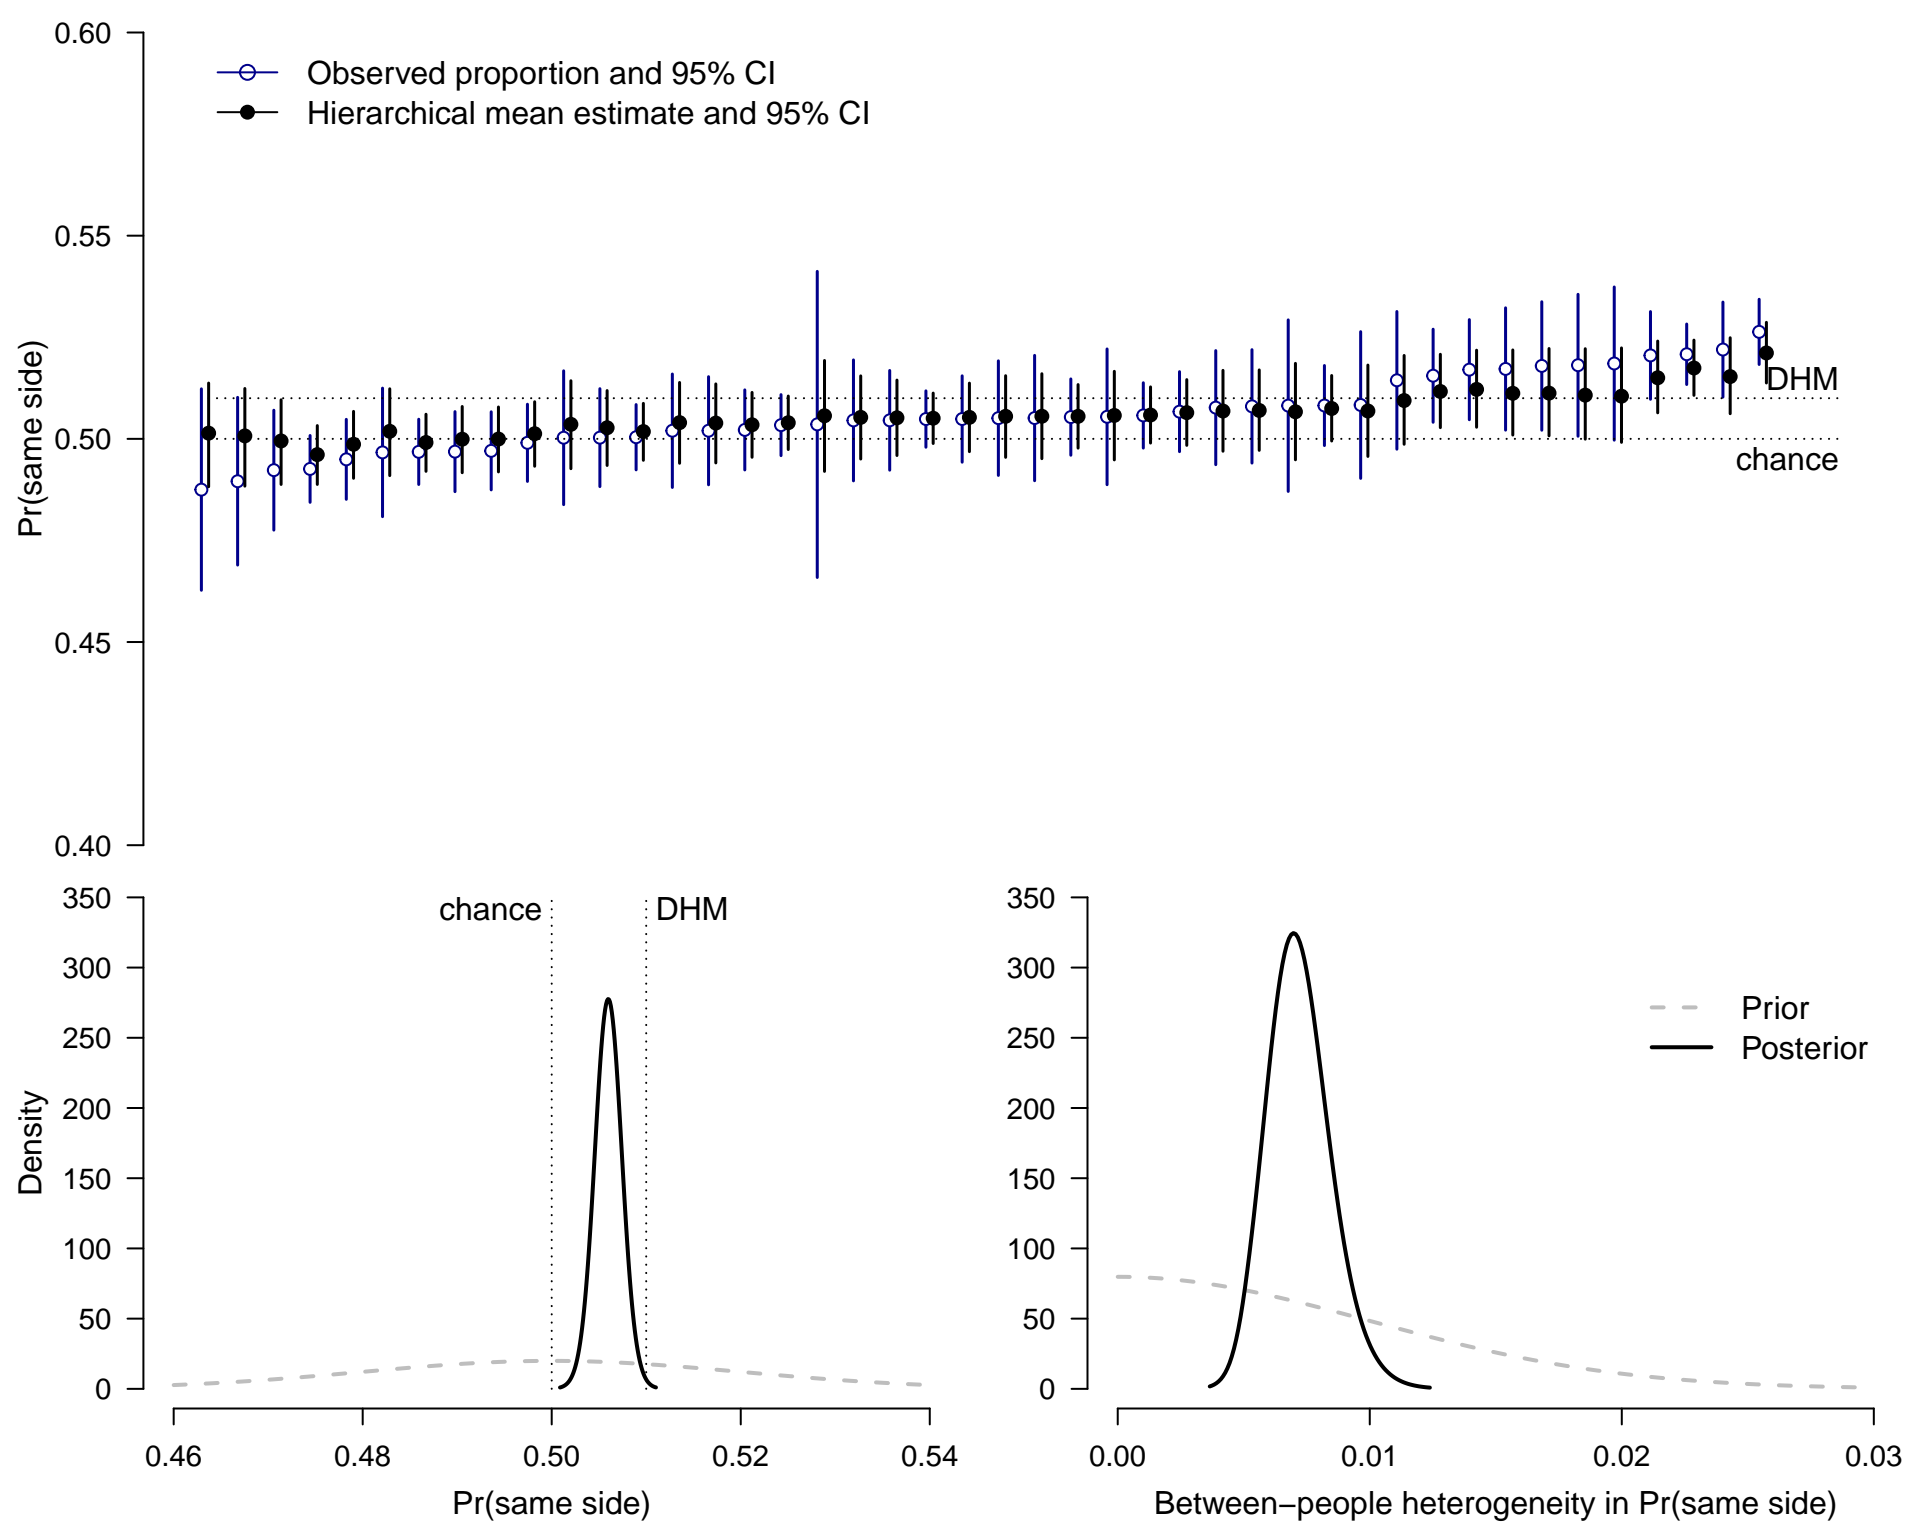 0.60
Observed proportion and 95% CI
Hierarchical mean estimate and 95% CI
0.55
Pr(same side)
DHM
0.50
chance
0.45
0.40
350
chance
DHM
300
250
200
150
100
50
0
Density
0.46
0.48
0.50
0.52
0.54
Pr(same side)
350
300
250
200
150
100
50
0
Prior
Posterior
0.00
0.01
0.02
0.03
Between−people heterogeneity in Pr(same side)